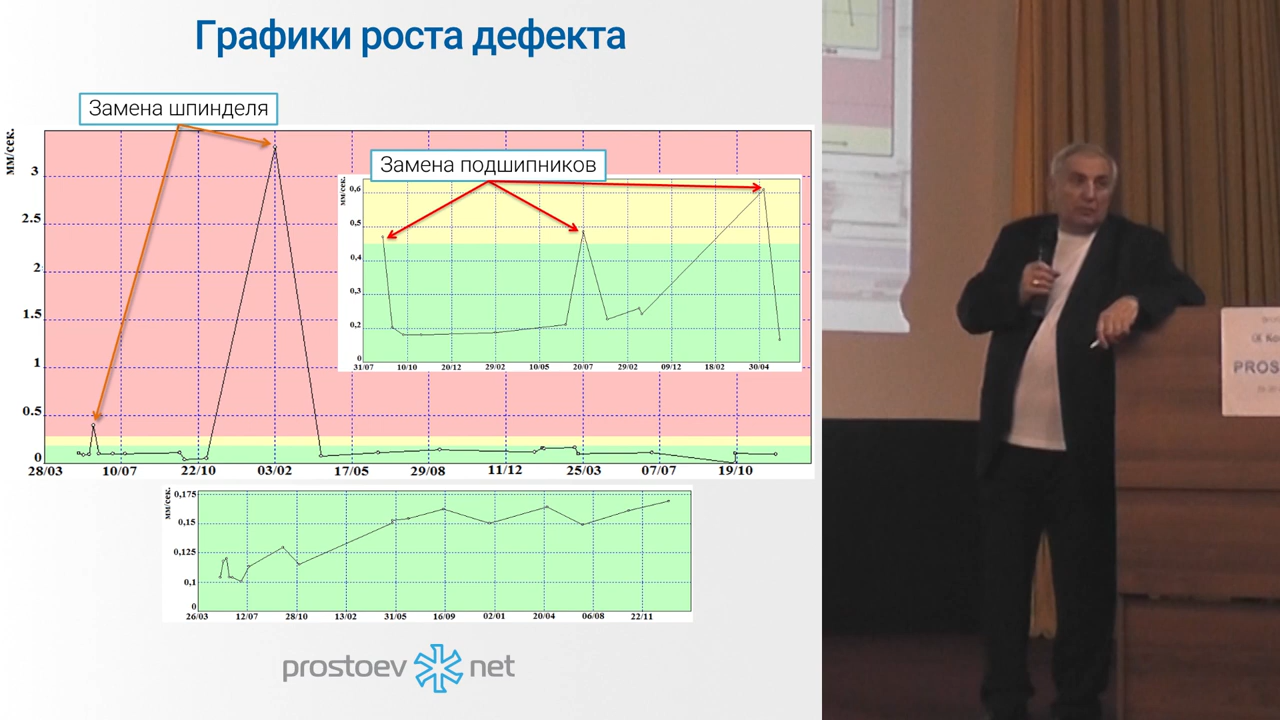 Графики роста дефекта
Замена шпинделя
мм/сек.
3
2.5
2
1.5
1
0.5
0
28/03 10/07 22/10 03/02 17/05 29/08 11/12 25/03 07/07 19/10
Замена подшипников
мм/сек.
0,6
0,5
0,4
0,3
0,2
0
31/07 10/10 20/12 29/02 10/05 20/07 29/02 09/12 18/02 30/04
мм/сек.
0,175
0,15
0,125
0,1
0
26/03 12/07 28/10 13/02 31/05 16/09 02/01 20/04 06/08 22/11
prostoev net
IX Ко
PROS